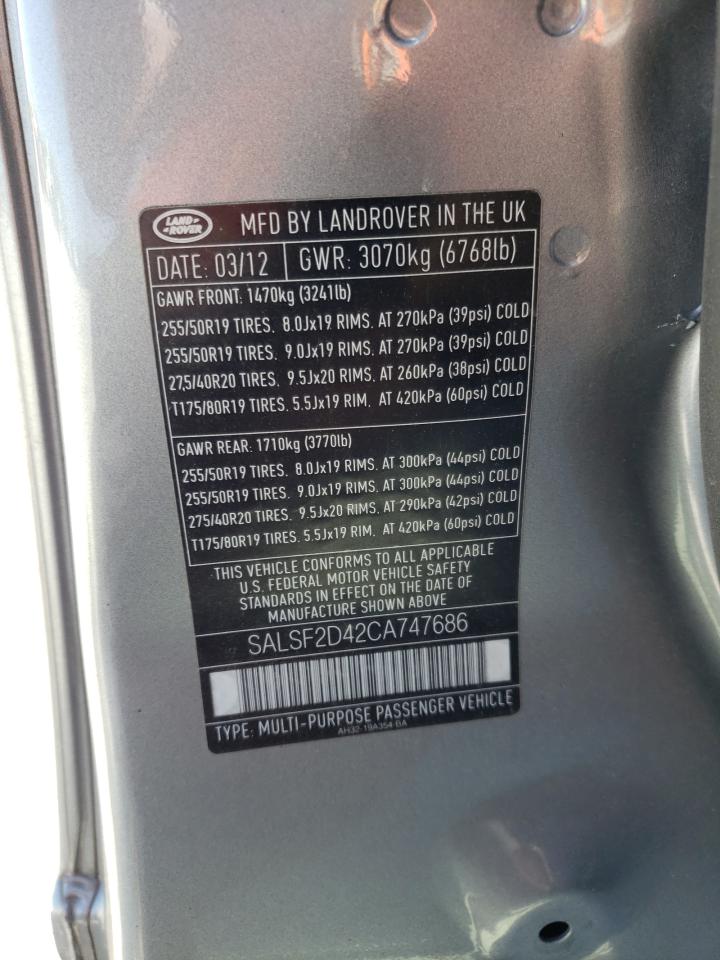 LAND-
-ROVER
MFD BY LANDROVER IN THE UK
DATE: 03/12 GWR: 3070kg (6768lb)
GAWR FRONT: 1470kg (3241lb)
255/50R19 TIRES. 8.0Jx19 RIMS. AT 270kPa (39psi) COLD
255/50R19 TIRES. 9.0Jx19 RIMS. AT 270kPa (39psi) COLD
275/40R20 TIRES. 9.5Jx20 RIMS. AT 260kPa (38psi) COLD
T175/80R19 TIRES. 5.5Jx19 RIM. AT 420kPa (60psi) COLD
GAWR REAR: 1710kg (3770lb)
255/50R19 TIRES. 8.0Jx19 RIMS. AT 300kPa (44psi) COLD
255/50R19 TIRES. 9.0Jx19 RIMS. AT 300kPa (44psi) COLD
275/40R20 TIRES. 9.5Jx20 RIMS. AT 290kPa (42psi) COLD
T175/80R19 TIRES. 5.5Jx19 RIM. AT 420kPa (60psi) COLD
THIS VEHICLE CONFORMS TO ALL APPLICABLE
U.S. FEDERAL MOTOR VEHICLE SAFETY
STANDARDS IN EFFECT ON THE DATE OF
MANUFACTURE SHOWN ABOVE
SALSF2D42CA747686
TYPE: MULTI-PURPOSE PASSENGER VEHICLE
AH32-19A354-BA